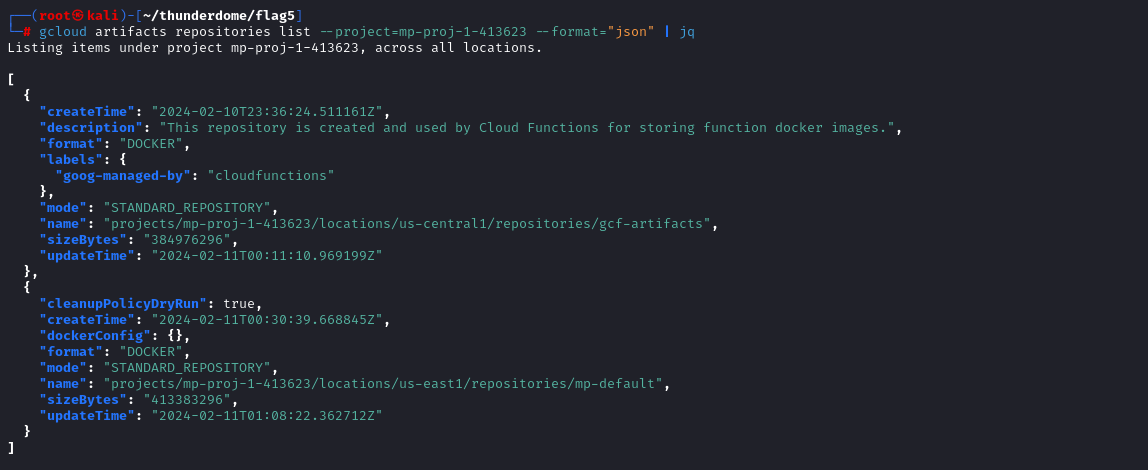 ┌──(root㉿kali)-[~/thunderdome/flag5]
└─# gcloud artifacts repositories list --project=mp-proj-1-413623 --format="json" | jq
Listing items under project mp-proj-1-413623, across all locations.
[
  {
    "createTime": "2024-02-10T23:36:24.511161Z",
    "description": "This repository is created and used by Cloud Functions for storing function docker images.",
    "format": "DOCKER",
    "labels": {
      "goog-managed-by": "cloudfunctions"
    },
    "mode": "STANDARD_REPOSITORY",
    "name": "projects/mp-proj-1-413623/locations/us-central1/repositories/gcf-artifacts",
    "sizeBytes": "384976296",
    "updateTime": "2024-02-11T00:11:10.969199Z"
  },
  {
    "cleanupPolicyDryRun": true,
    "createTime": "2024-02-11T00:30:39.668845Z",
    "dockerConfig": {},
    "format": "DOCKER",
    "mode": "STANDARD_REPOSITORY",
    "name": "projects/mp-proj-1-413623/locations/us-east1/repositories/mp-default",
    "sizeBytes": "413383296",
    "updateTime": "2024-02-11T01:08:22.362712Z"
  }
]